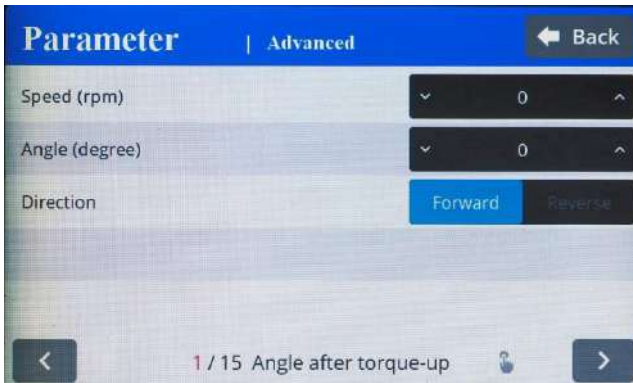 Parameter | Advanced Back
Speed (rpm) 0
Angle (degree) 0
Direction Forward Reverse
1 / 15 Angle after torque-up